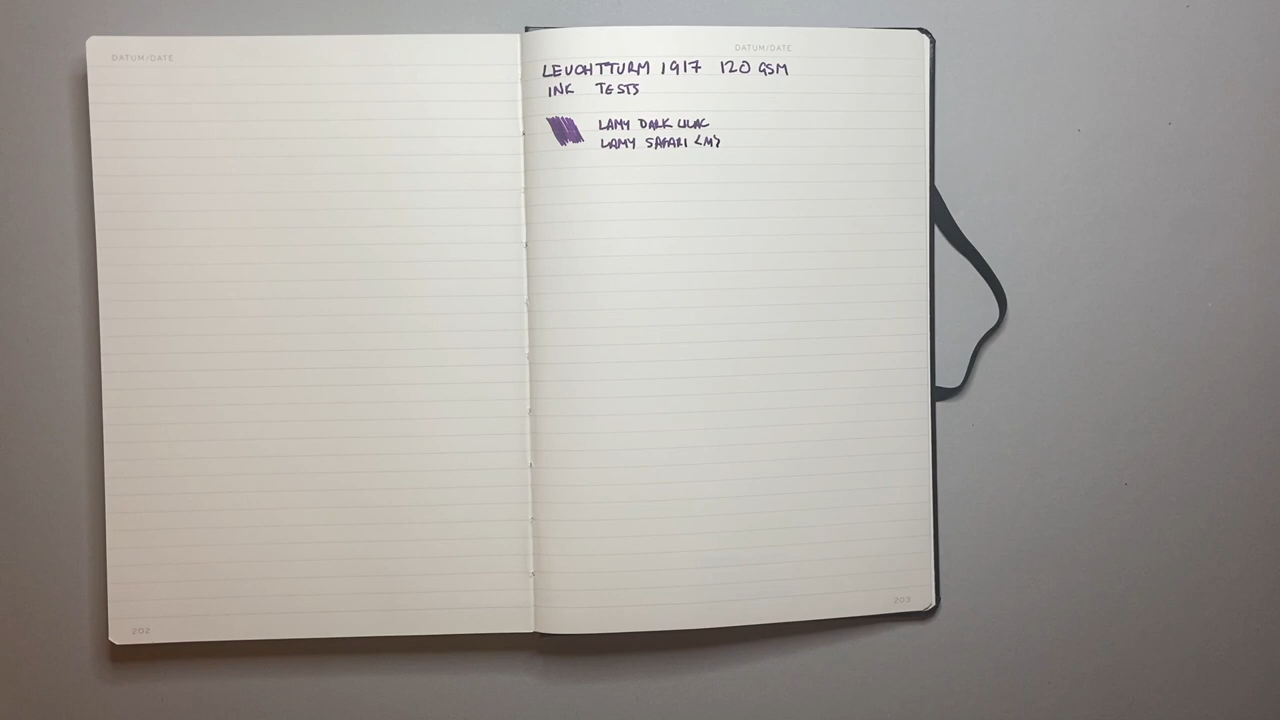 DATUM/DATE
202
DATUM/DATE
LEUCHTTURM 1917 120 GSM
INK TESTS
LAMY DARK LILAC
LAMY SAFARI <M>
203